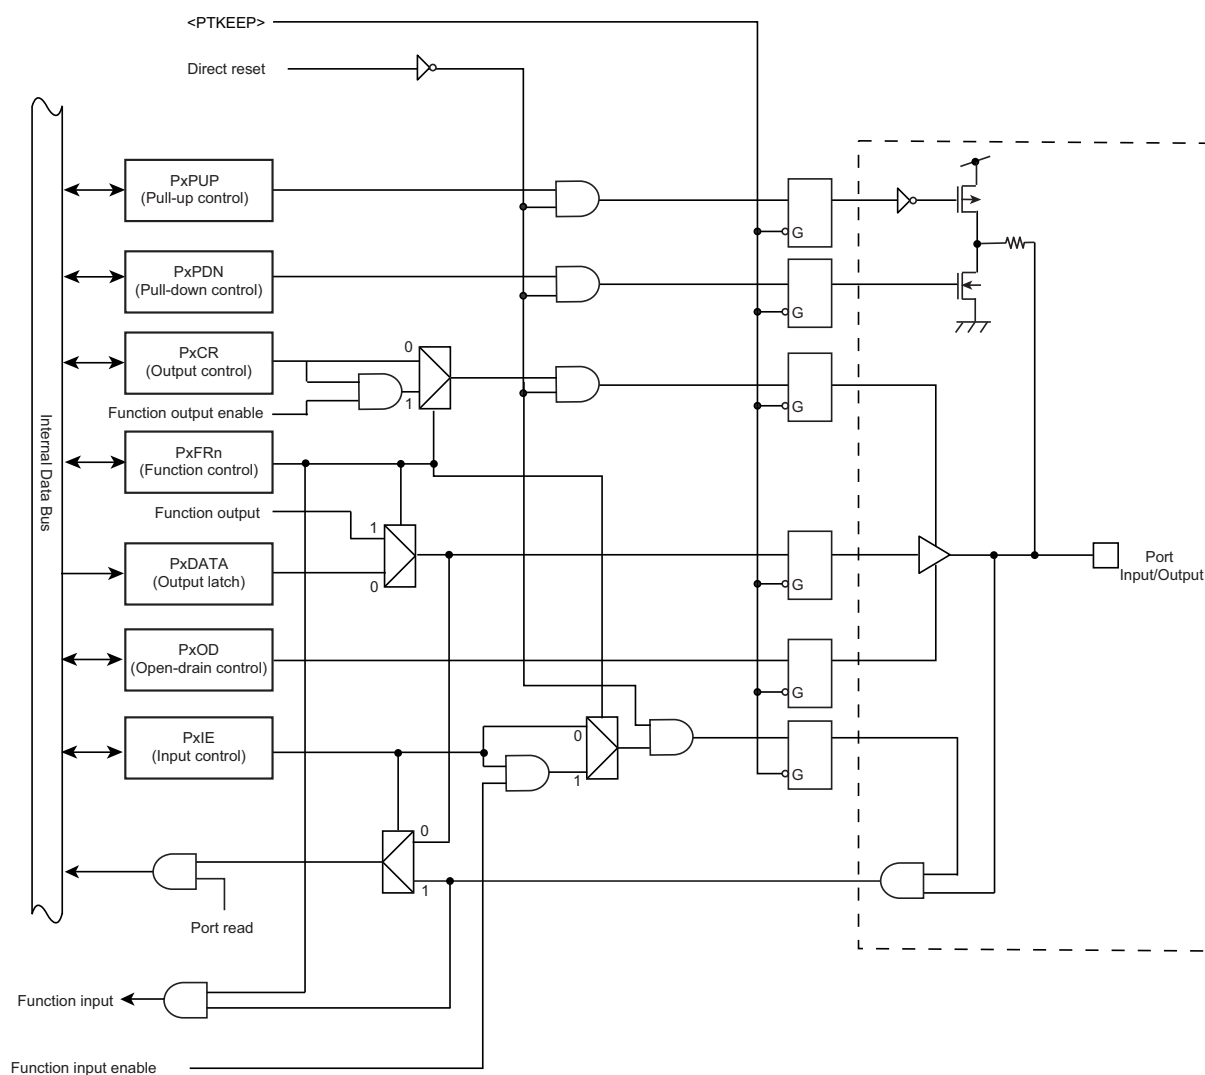 <PTKEEP>
Direct reset
PxPUP
(Pull-up control)
G
PxPDN
(Pull-down control)
G
PxCR
(Output control)
0
1
Function output enable
G
Internal Data Bus
PxFRn
(Function control)
Function output
1
0
PxDATA
(Output latch)
G
Port
Input/Output
PxOD
(Open-drain control)
G
PxIE
(Input control)
0
1
G
0
1
Port read
Function input
Function input enable